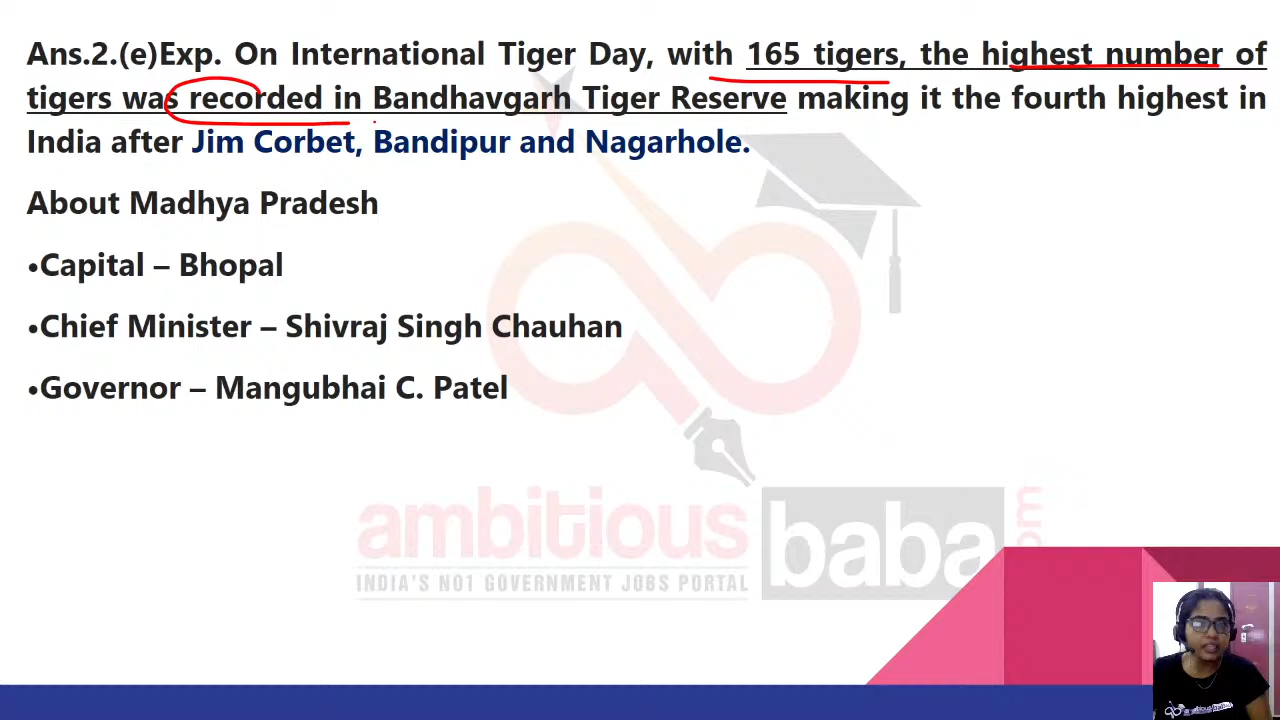 Ans.2.(e)Exp. On International Tiger Day, with 165 tigers, the highest number of
tigers was recorded in Bandhavgarh Tiger Reserve making it the fourth highest in
India after Jim Corbet, Bandipur and Nagarhole.
About Madhya Pradesh
•Capital – Bhopal
•Chief Minister – Shivraj Singh Chauhan
•Governor – Mangubhai C. Patel
ambitious baba
INDIA'S NO1 GOVERNMENT JOBS PORTAL